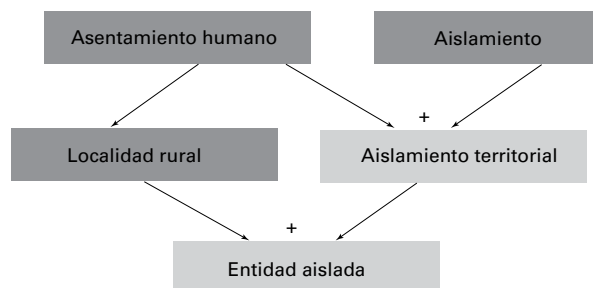 Asentamiento humano
Aislamiento
+
Localidad rural
Aislamiento territorial
+
Entidad aislada